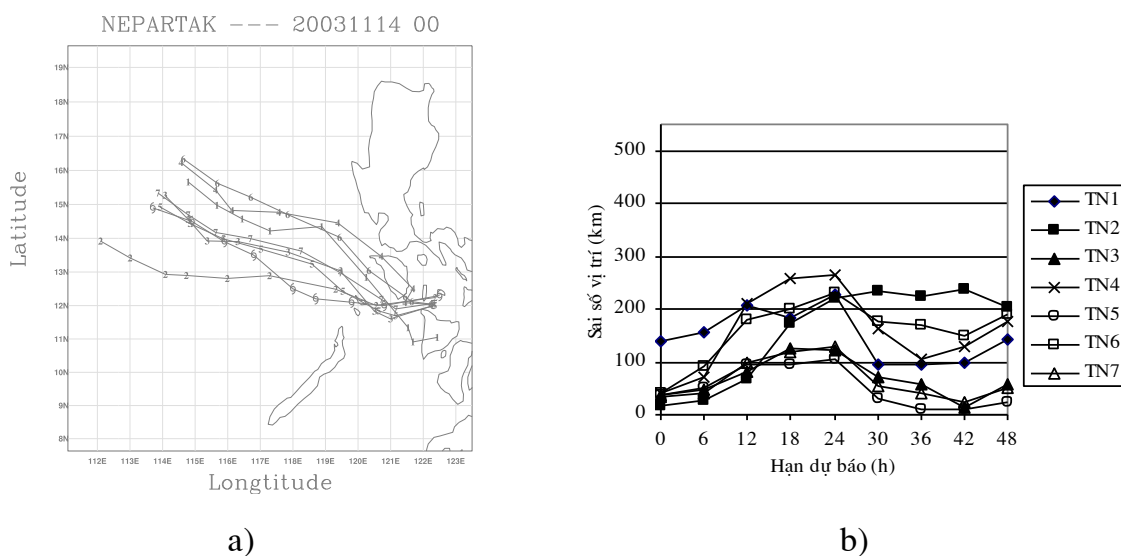 NEPARTAK --- 20031114 00
19N
18N
17N
16N
15N
14N
13N
12N
11N
10N
9N
8N
Latitude
112E 113E 114E 115E 116E 117E 118E 119E 120E 121E 122E 123E
Longtitude
a)
Sai số vị trí (km)
500
400
300
200
100
0
0 6 12 18 24 30 36 42 48
Hạn dự báo (h)
TN1
TN2
TN3
TN4
TN5
TN6
TN7
b)